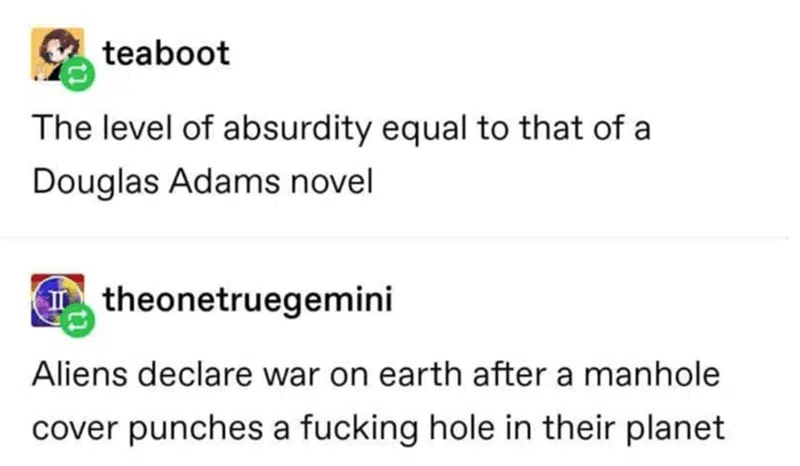 teaboot
The level of absurdity equal to that of a
Douglas Adams novel
theonetruegemini
Aliens declare war on earth after a manhole
cover punches a fucking hole in their planet